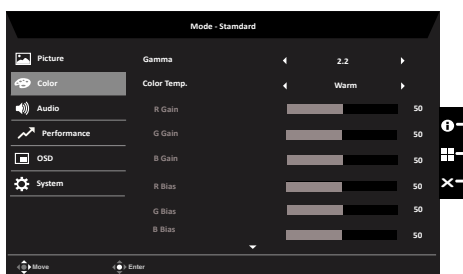 Mode - Standard
Picture
Gamma 2.2
Color
Color Temp. Warm
Audio
R Gain 50
Performance
G Gain 50
OSD
B Gain 50
System
R Bias 50
G Bias 50
B Bias 50
Move Enter